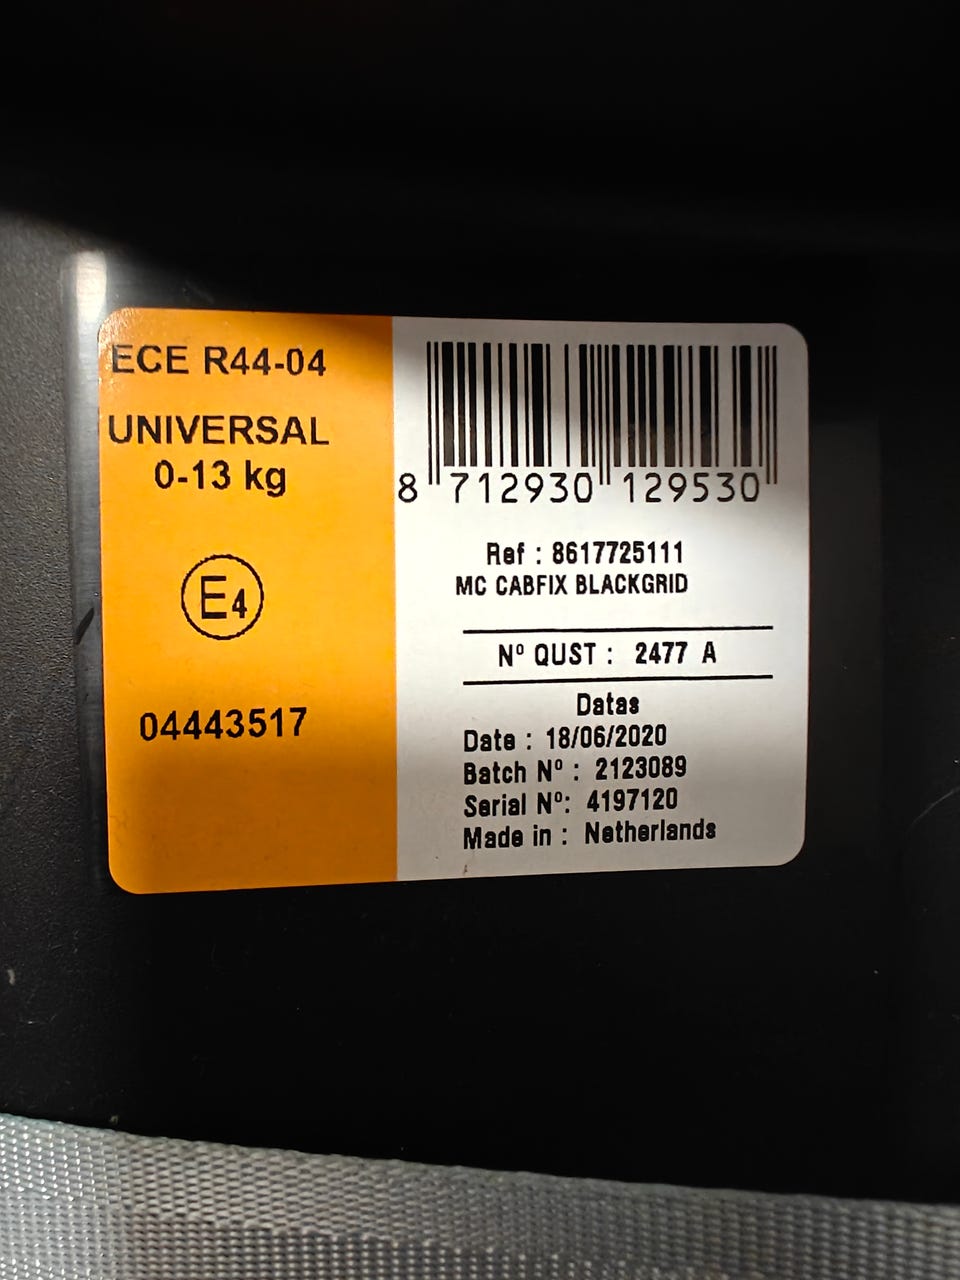 ECE R44-04
UNIVERSAL
0-13 kg
E4
04443517
8 712930 129530
Ref : 8617725111
MC CABFIX BLACKGRID
Nº QUST : 2477 A
Datas
Date : 18/06/2020
Batch Nº : 2123089
Serial Nº: 4197120
Made in : Netherlands